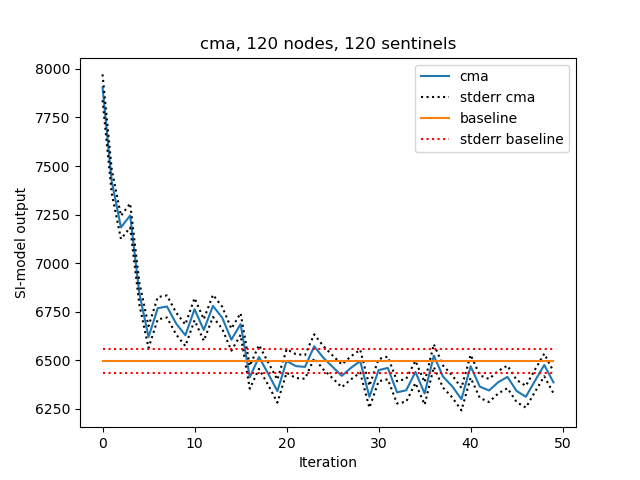 cma, 120 nodes, 120 sentinels
8000
7750
7500
7250
7000
6750
6500
6250
SI-model output
cma
stderr cma
baseline
stderr baseline
0
10
20
30
40
50
Iteration